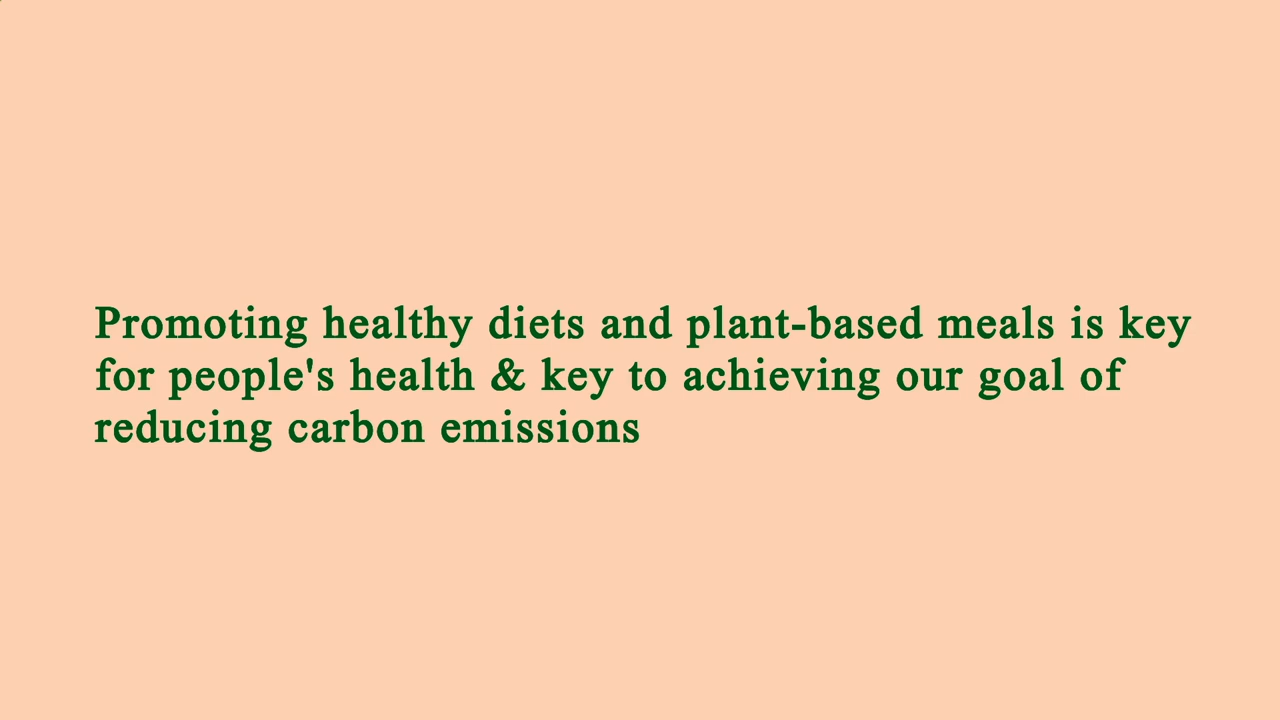 Promoting healthy diets and plant-based meals is key
for people's health & key to achieving our goal of
reducing carbon emissions